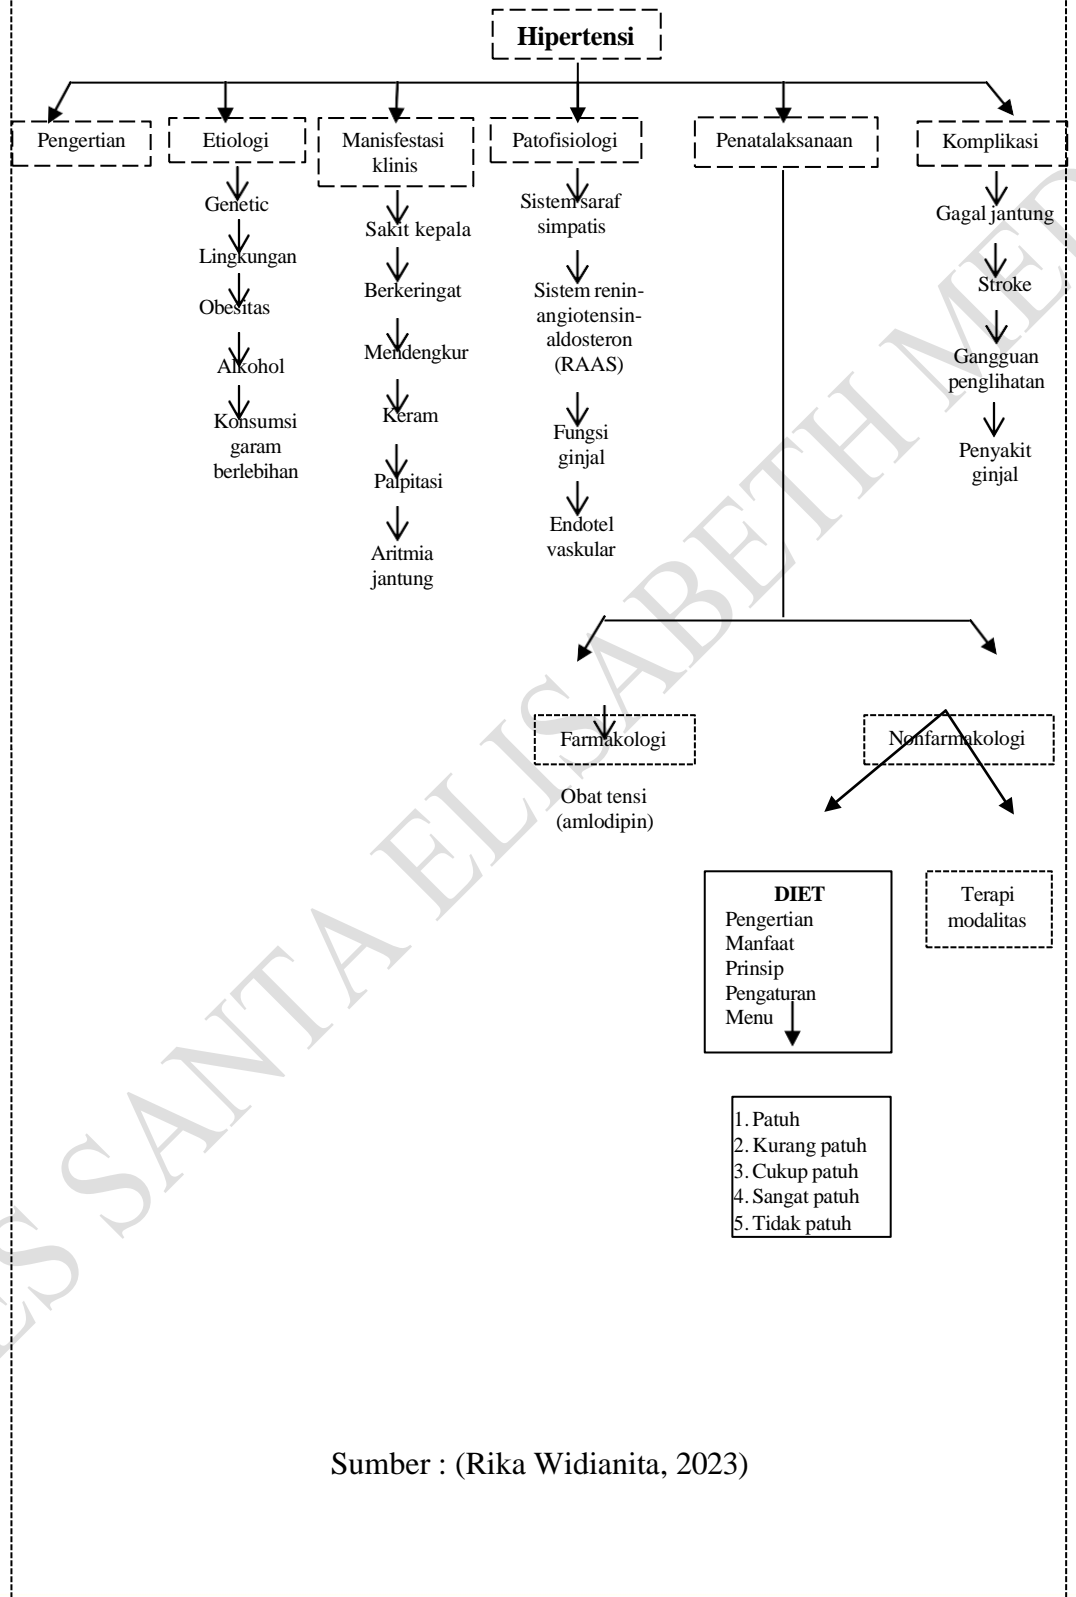 Hipertensi
Pengertian
Etiologi
Manisfestasi
klinis
Patofisiologi
Penatalaksanaan
Komplikasi
Genetic
Lingkungan
Obesitas
Alkohol
Konsumsi
garam
berlebihan
Sakit kepala
Berkeringat
Mendengkur
Keram
Palpitasi
Aritmia
jantung
Sistem saraf
simpatis
Sistem renin-
angiotensin-
aldosteron
(RAAS)
Fungsi
ginjal
Endotel
vaskular
Gagal jantung
Stroke
Gangguan
penglihatan
Penyakit
ginjal
Farmakologi
Nonfarmakologi
Obat tensi
(amlodipin)
DIET
Pengertian
Manfaat
Prinsip
Pengaturan
Menu
Terapi
modalitas
1. Patuh
2. Kurang patuh
3. Cukup patuh
4. Sangat patuh
5. Tidak patuh
Sumber : (Rika Widianita, 2023)
SANTA ELISABETH